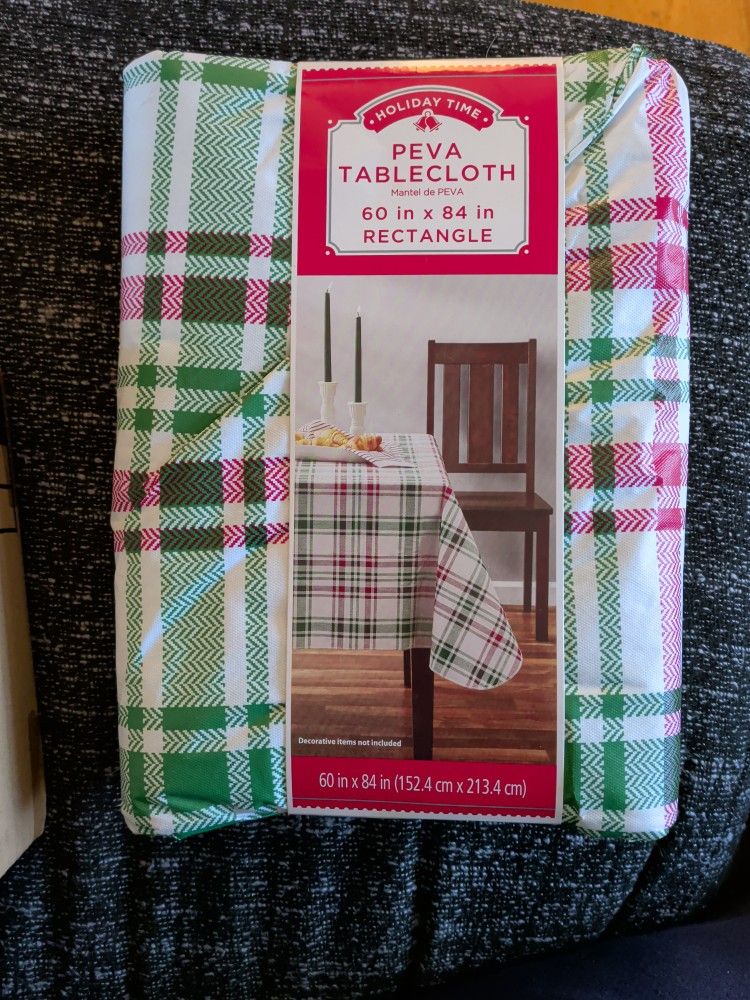 HOLIDAY TIME
PEVA
TABLECLOTH
Mantel de PEVA
60 in x 84 in
RECTANGLE
Decorative items not included
60 in x 84 in (152.4 cm x 213.4 cm)